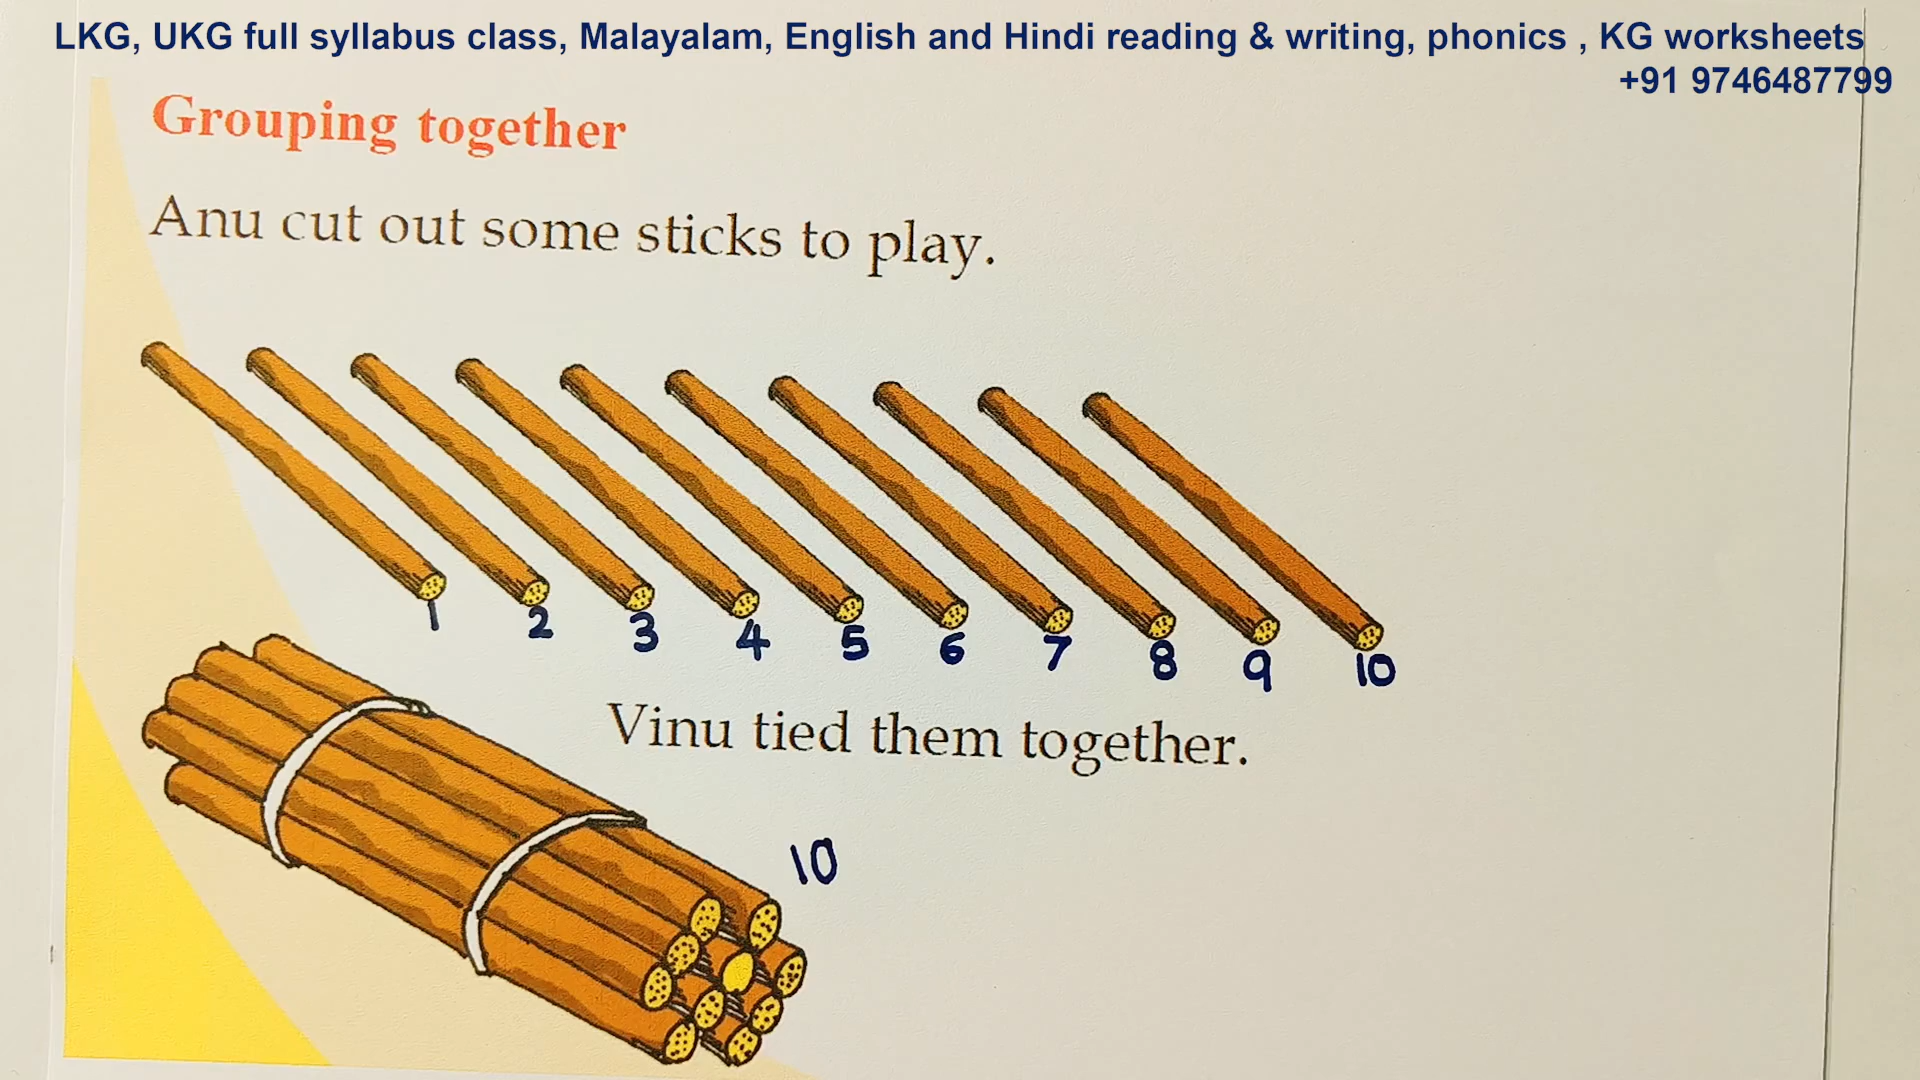 LKG, UKG full syllabus class, Malayalam, English and Hindi reading & writing, phonics , KG worksheets
+91 9746487799
Grouping together
Anu cut out some sticks to play.
1 2 3 4 5 6 7 8 9 10
Vinu tied them together.
10